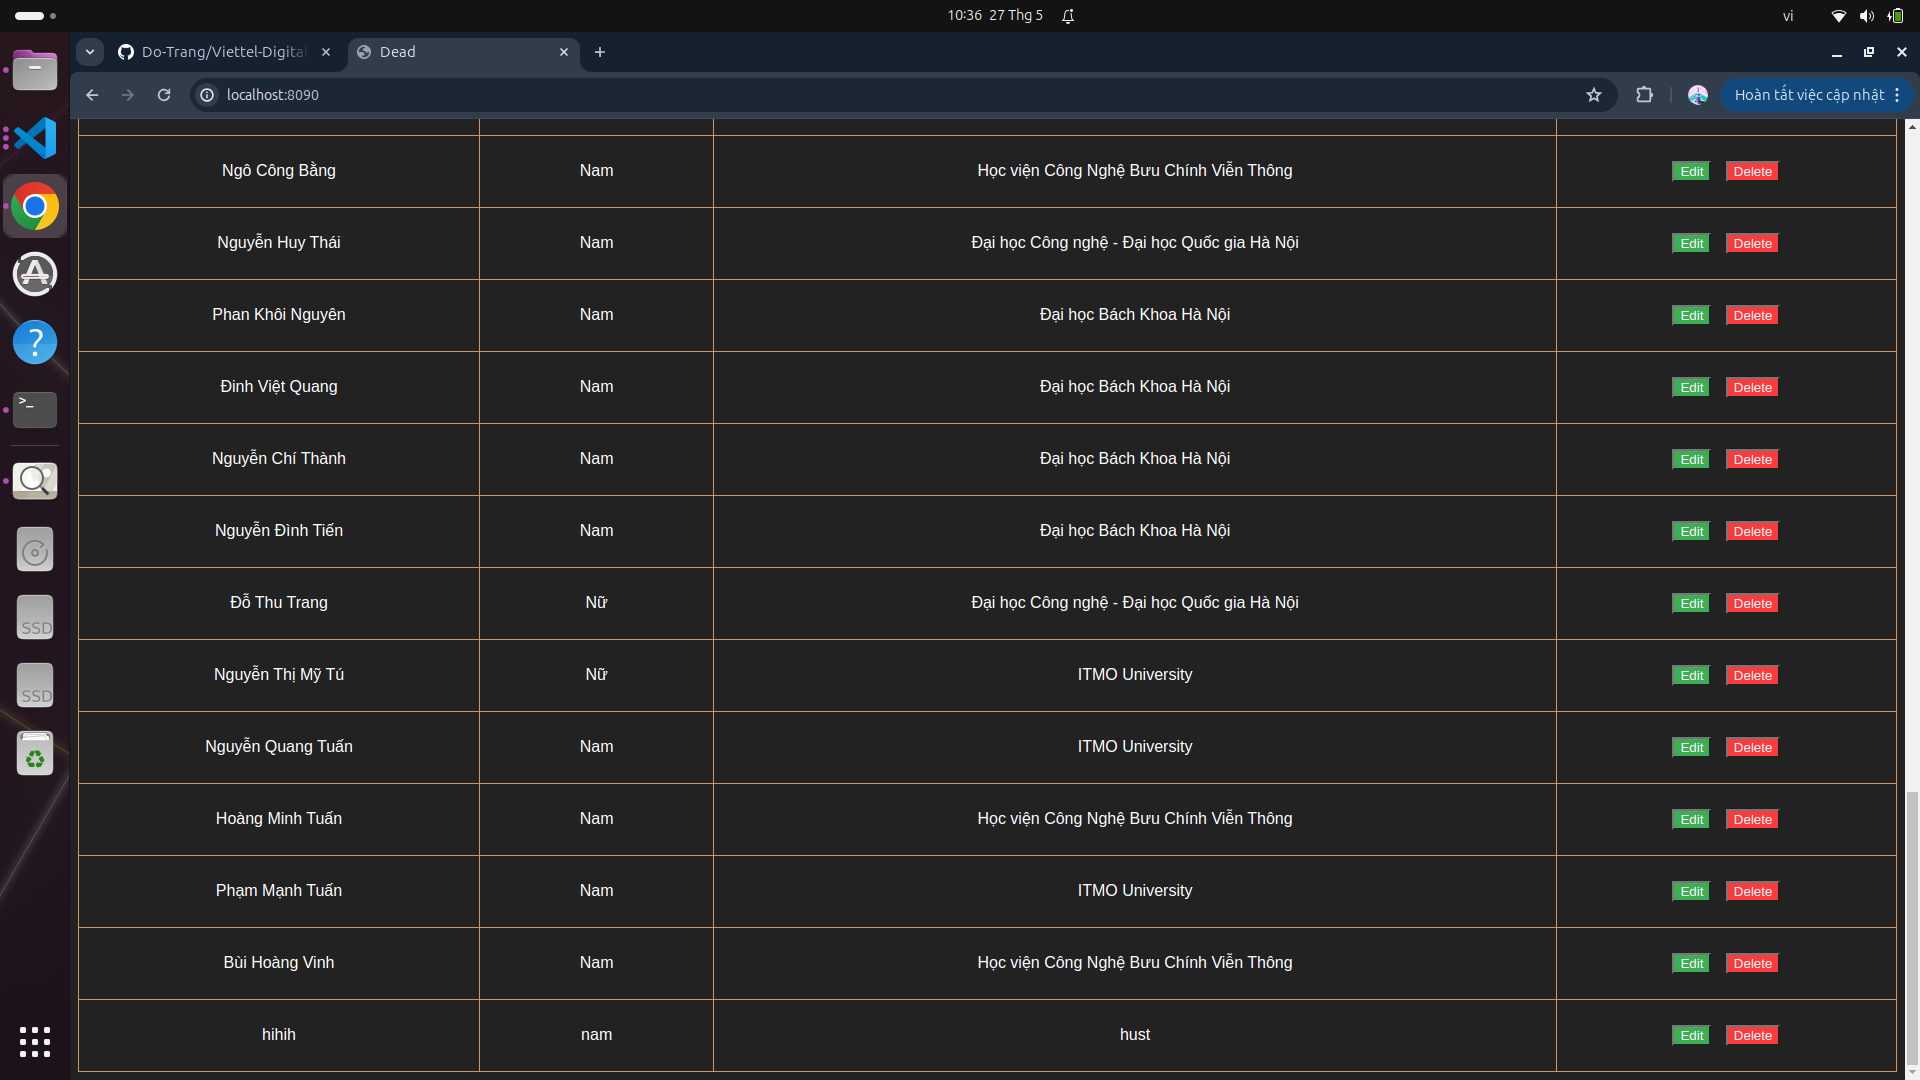 10:36 27 Thg 5
vi
Do-Trang/Viettel-Digital
Dead
localhost:8090
Hoàn tất việc cập nhật
Ngô Công Bằng Nam Học viện Công Nghệ Bưu Chính Viễn Thông Edit Delete
Nguyễn Huy Thái Nam Đại học Công nghệ - Đại học Quốc gia Hà Nội Edit Delete
Phan Khôi Nguyên Nam Đại học Bách Khoa Hà Nội Edit Delete
Đinh Việt Quang Nam Đại học Bách Khoa Hà Nội Edit Delete
Nguyễn Chí Thành Nam Đại học Bách Khoa Hà Nội Edit Delete
Nguyễn Đình Tiến Nam Đại học Bách Khoa Hà Nội Edit Delete
Đỗ Thu Trang Nữ Đại học Công nghệ - Đại học Quốc gia Hà Nội Edit Delete
Nguyễn Thị Mỹ Tú Nữ ITMO University Edit Delete
Nguyễn Quang Tuấn Nam ITMO University Edit Delete
Hoàng Minh Tuấn Nam Học viện Công Nghệ Bưu Chính Viễn Thông Edit Delete
Phạm Mạnh Tuấn Nam ITMO University Edit Delete
Bùi Hoàng Vinh Nam Học viện Công Nghệ Bưu Chính Viễn Thông Edit Delete
hihih nam hust Edit Delete
SSD
SSD